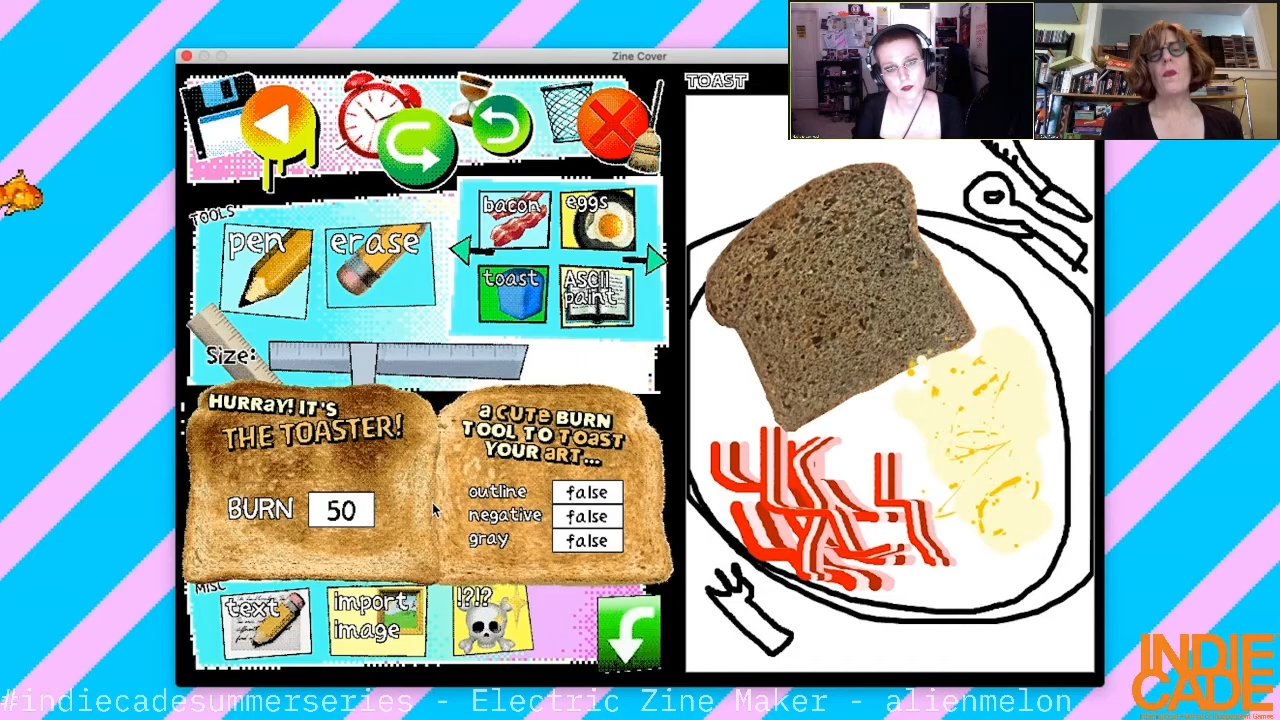 Zine Cover
TOAST
TOOLS
pen
erase
bacon
eggs
toast
ASCII
paint
Size:
HURRAY! IT'S
THE TOASTER!
BURN 50
a CUTE BURN
TOOL TO TOAST
YOUR aRT...
outline false
negative false
gray false
MISC
text
import
image
!?!?
#indiecadesummerseries - Electric Zine Maker - alienmelon
INDIE
CADE